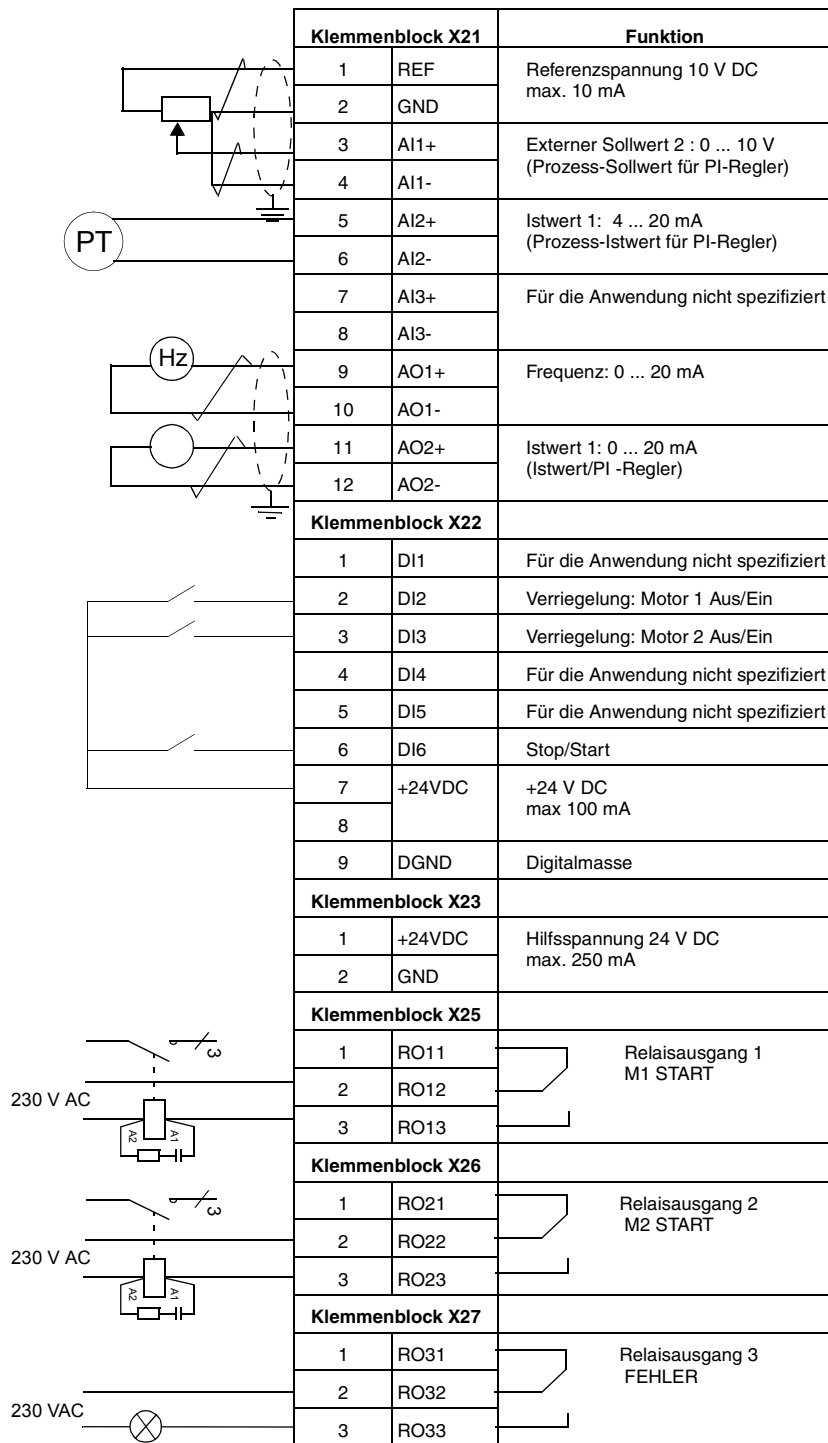 Klemmenblock X21 Funktion
1 REF Referenzspannung 10 V DC
max. 10 mA
2 GND
3 AI1+ Externer Sollwert 2 : 0 ... 10 V
(Prozess-Sollwert für PI-Regler)
4 AI1-
PT
5 AI2+ Istwert 1: 4 ... 20 mA
(Prozess-Istwert für PI-Regler)
6 AI2-
7 AI3+ Für die Anwendung nicht spezifiziert
8 AI3-
Hz
9 AO1+ Frequenz: 0 ... 20 mA
10 AO1-
11 AO2+ Istwert 1: 0 ... 20 mA
(Istwert/PI -Regler)
12 AO2-
Klemmenblock X22
1 DI1 Für die Anwendung nicht spezifiziert
2 DI2 Verriegelung: Motor 1 Aus/Ein
3 DI3 Verriegelung: Motor 2 Aus/Ein
4 DI4 Für die Anwendung nicht spezifiziert
5 DI5 Für die Anwendung nicht spezifiziert
6 DI6 Stop/Start
7 +24VDC +24 V DC
max 100 mA
8
9 DGND Digitalmasse
Klemmenblock X23
1 +24VDC Hilfsspannung 24 V DC
max. 250 mA
2 GND
Klemmenblock X25
3
1 RO11 Relaisausgang 1
M1 START
2 RO12
230 V AC
3 RO13
A2 A1
Klemmenblock X26
3
1 RO21 Relaisausgang 2
M2 START
2 RO22
230 V AC
3 RO23
A2 A1
Klemmenblock X27
1 RO31 Relaisausgang 3
FEHLER
2 RO32
230 VAC
3 RO33